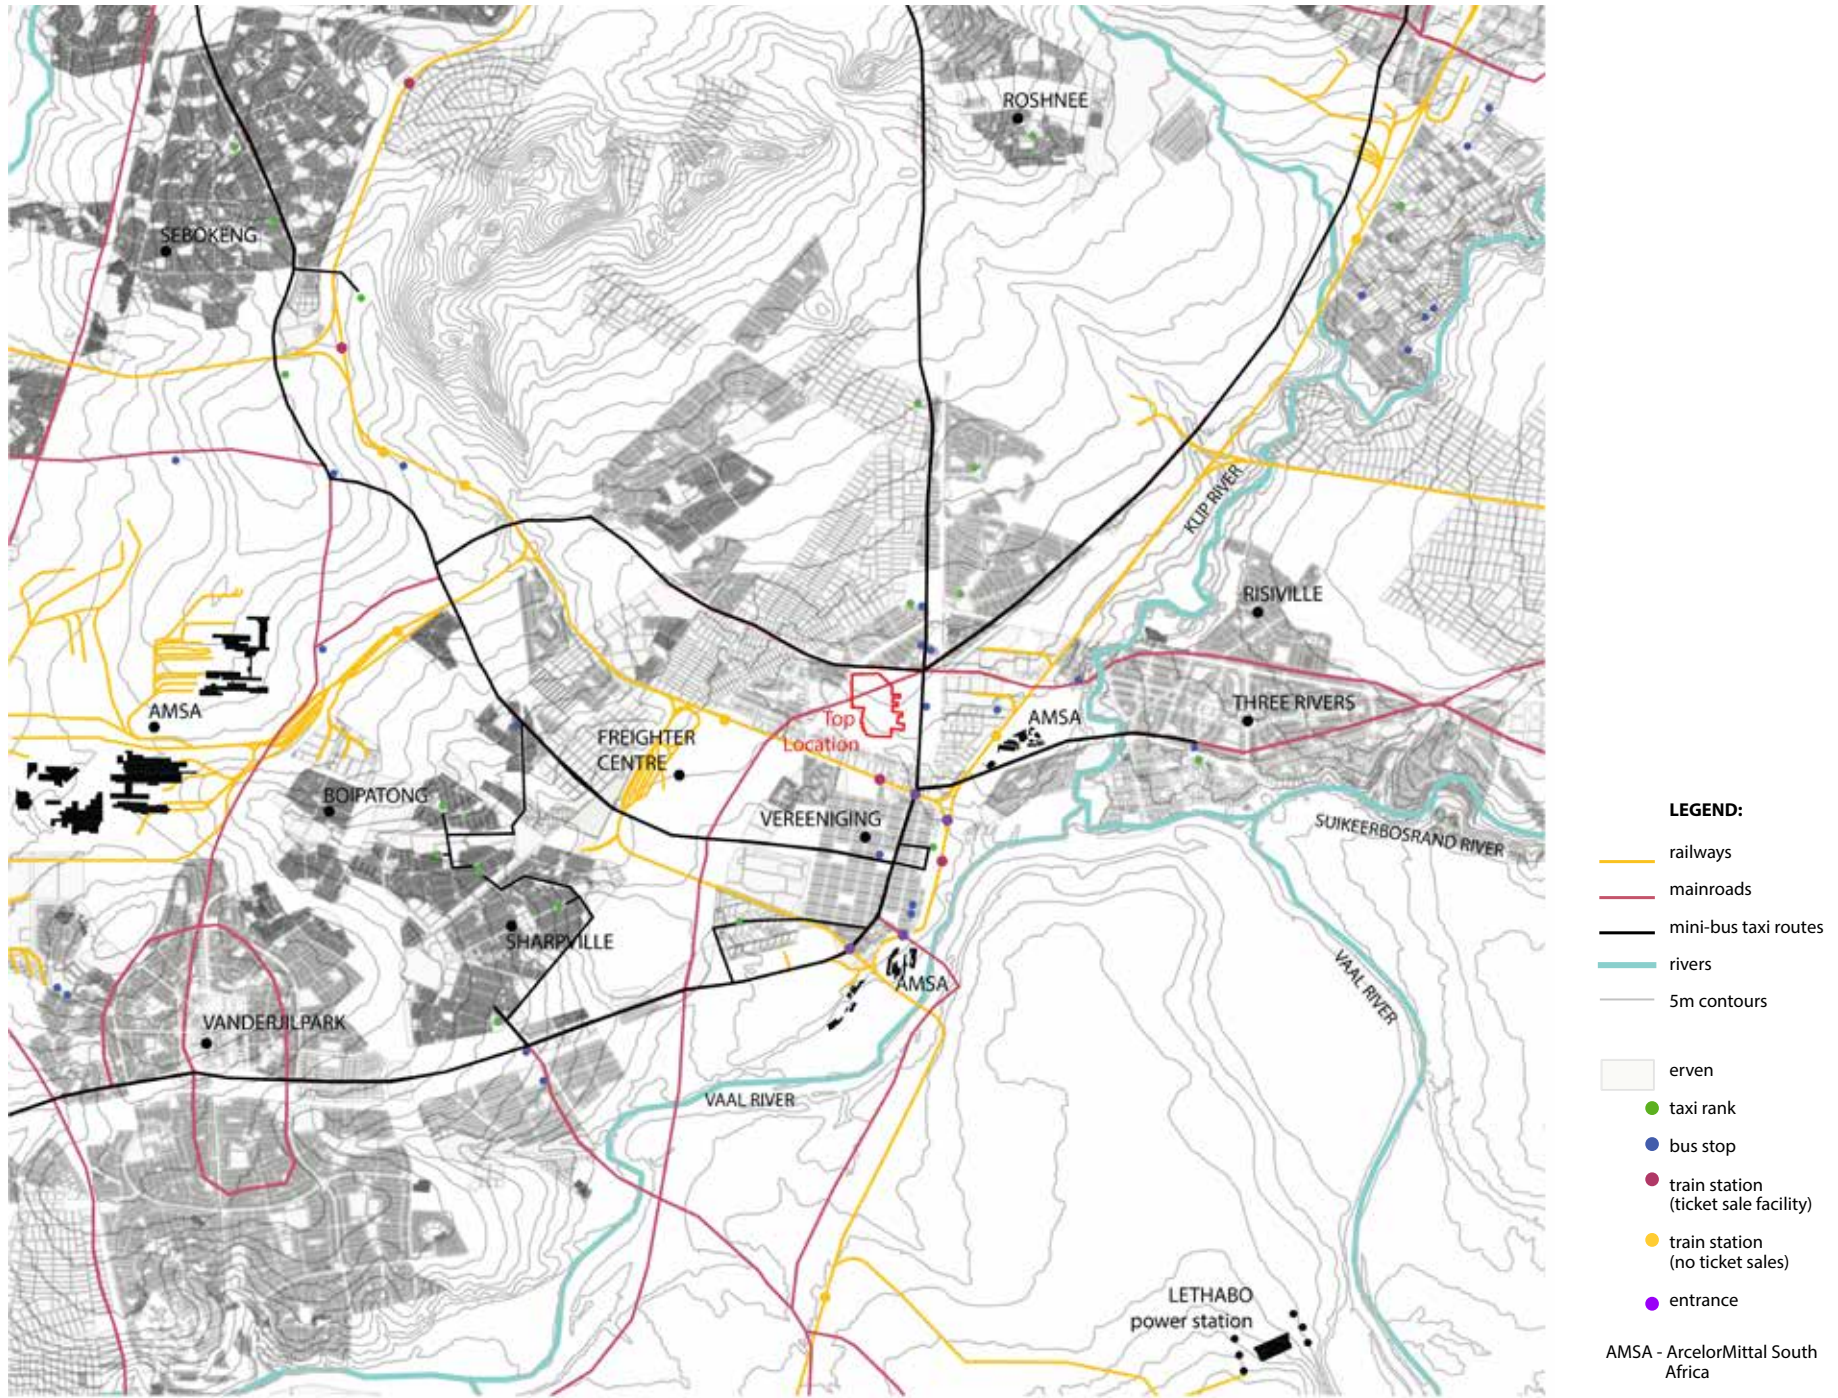 ROSHNEE
SEBOKENG
KLIP RIVER
RISIVILLE
THREE RIVERS
AMSA
AMSA
Top
Location
FREIGHTER
CENTRE
BOIPATONG
VEREENIGING
SUIKEERBOSRAND RIVER
SHARPVILLE
AMSA
VAAL RIVER
VANDERJILPARK
VAAL RIVER
LETHABO
power station
LEGEND:
railways
mainroads
mini-bus taxi routes
rivers
5m contours
erven
taxi rank
bus stop
train station
(ticket sale facility)
train station
(no ticket sales)
entrance
AMSA - ArcelorMittal South
Africa